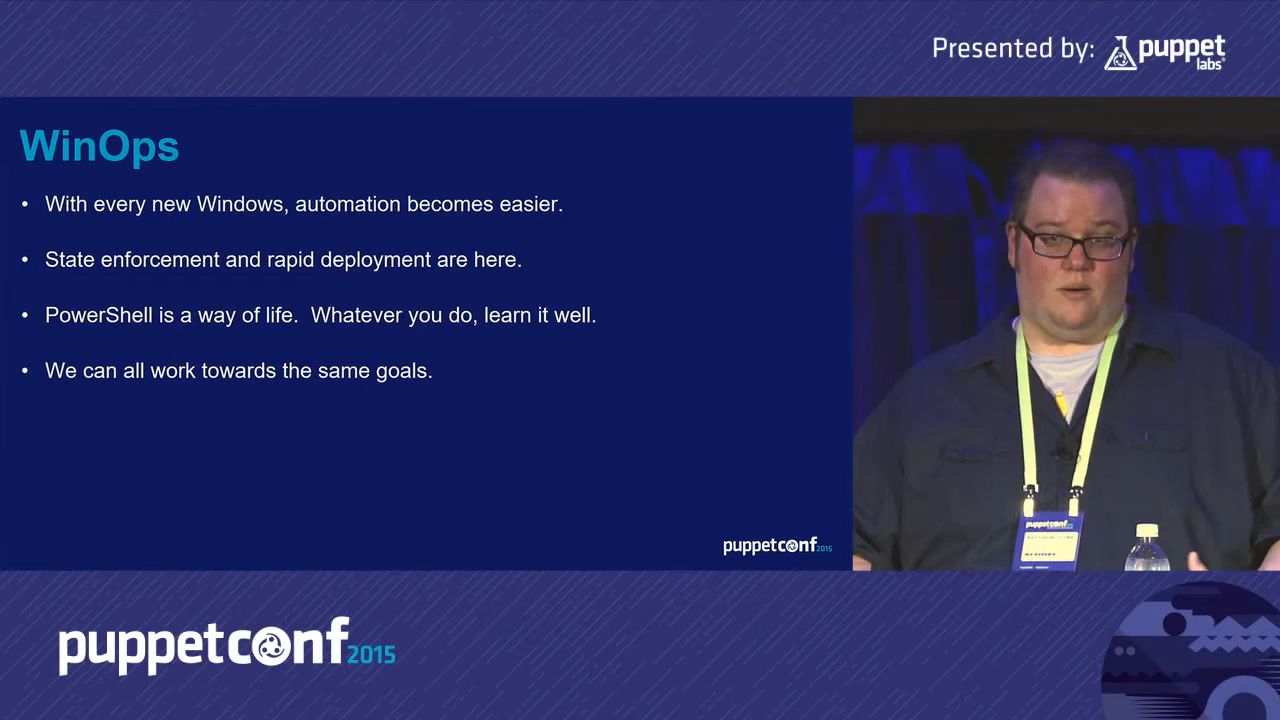 Presented by: puppet labs
WinOps
• With every new Windows, automation becomes easier.
• State enforcement and rapid deployment are here.
• PowerShell is a way of life.  Whatever you do, learn it well.
• We can all work towards the same goals.
puppetconf 2015
puppetconf
puppetconf 2015